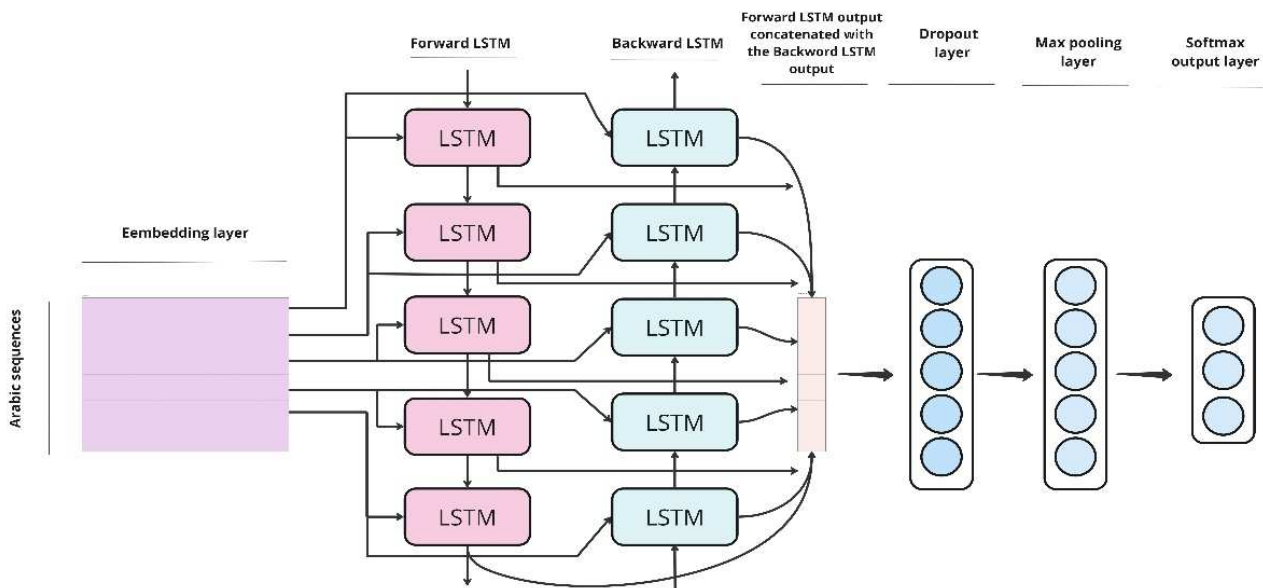 Forward LSTM
Backward LSTM
Forward LSTM output
concatenated with
the Backword LSTM
output
Dropout
layer
Max pooling
layer
Softmax
output layer
Eembedding layer
Arabic sequences
LSTM
LSTM
LSTM
LSTM
LSTM
LSTM
LSTM
LSTM
LSTM
LSTM